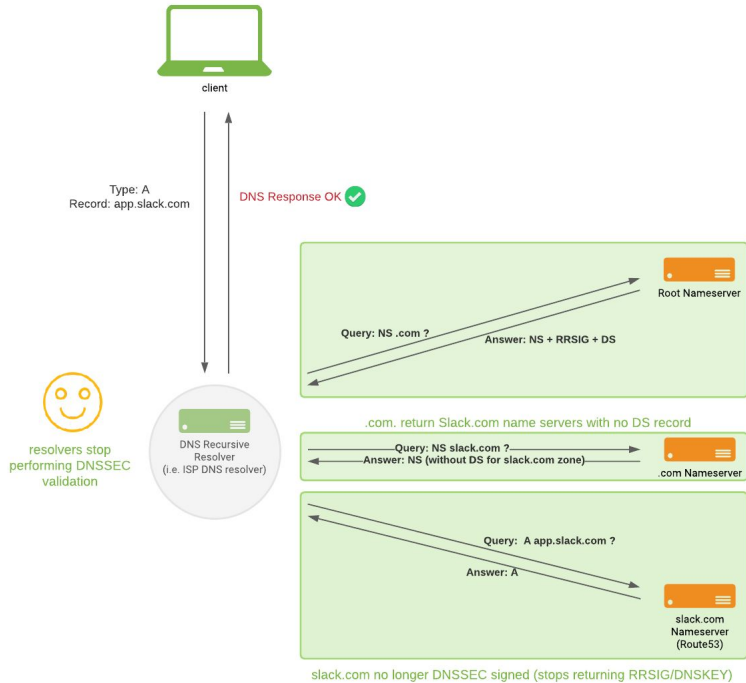 client
Type: A
Record: app.slack.com
DNS Response OK
Root Nameserver
Query: NS .com ?
Answer: NS + RRSIG + DS
.com. return Slack.com name servers with no DS record
resolvers stop
performing DNSSEC
validation
DNS Recursive
Resolver
(i.e. ISP DNS resolver)
Query: NS slack.com ?
Answer: NS (without DS for slack.com zone)
.com Nameserver
Query: A app.slack.com ?
Answer: A
slack.com
Nameserver
(Route53)
slack.com no longer DNSSEC signed (stops returning RRSIG/DNSKEY)